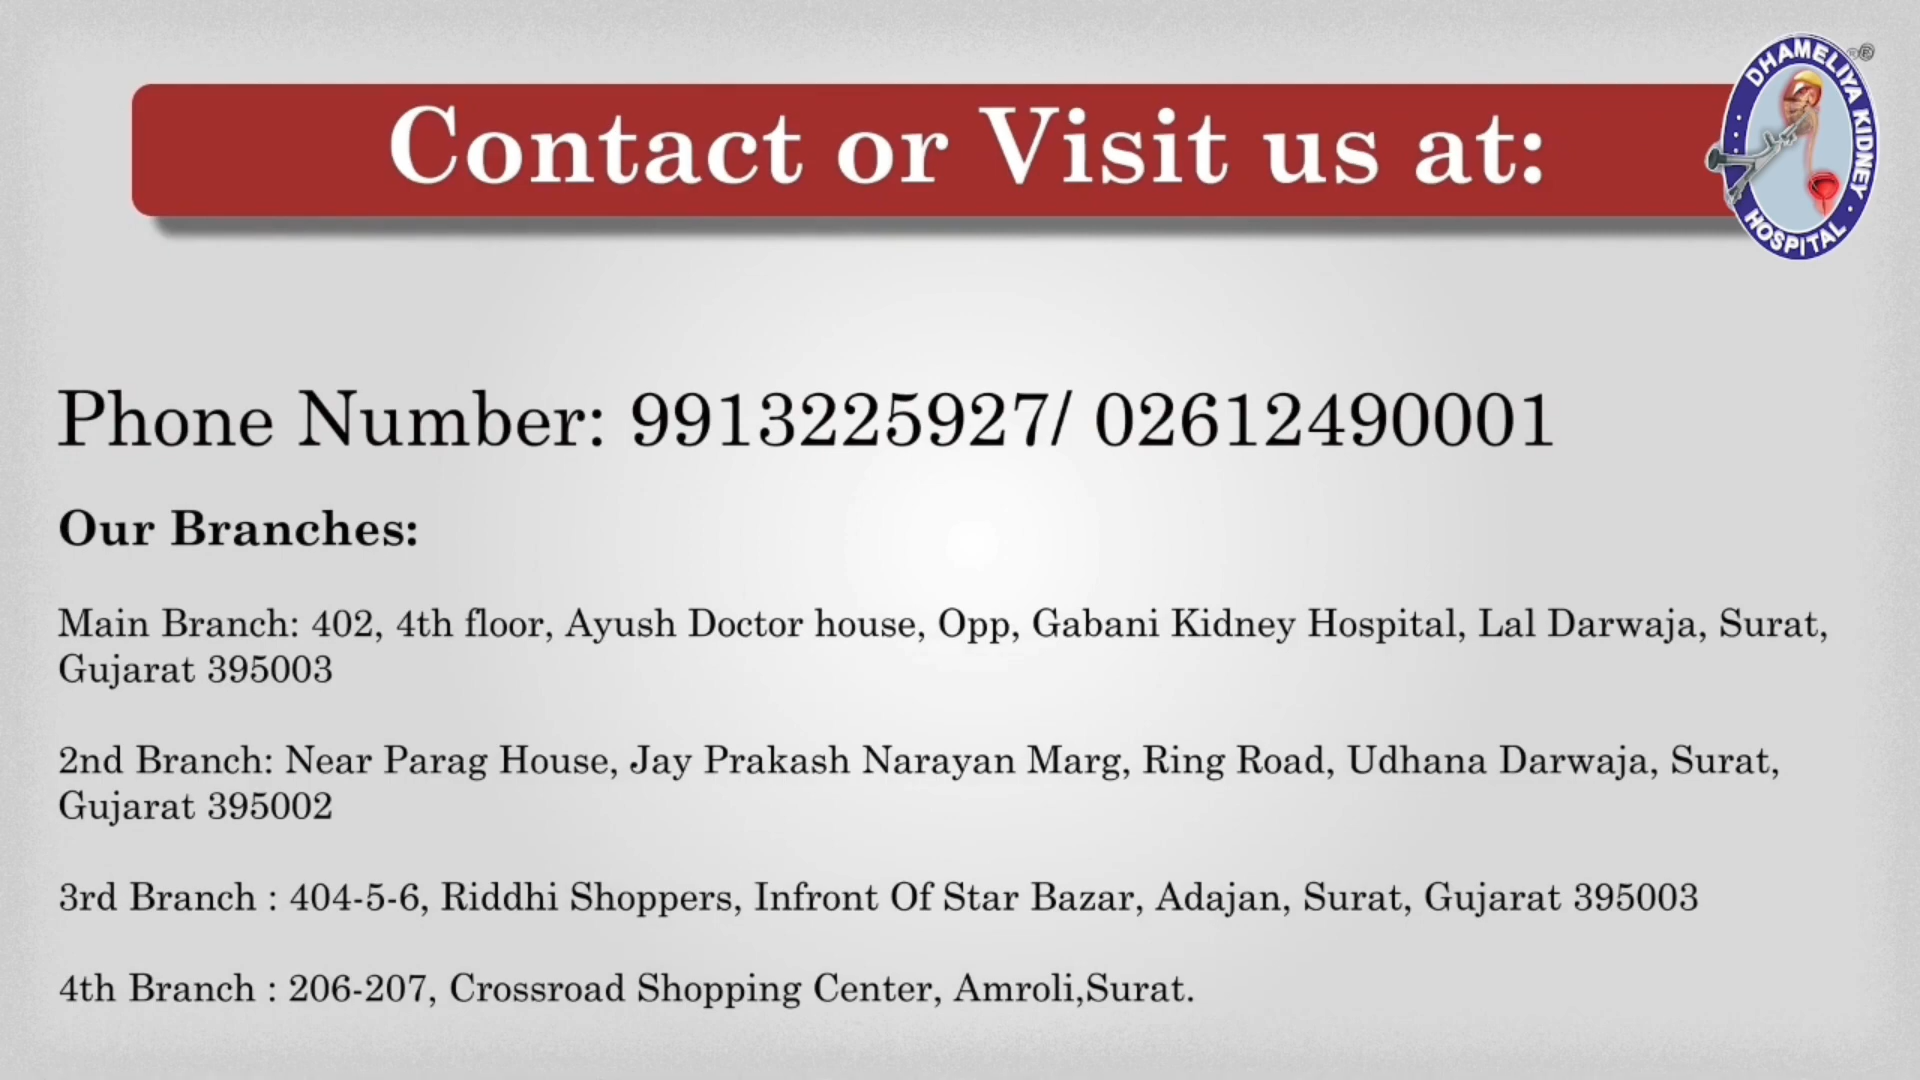 Contact or Visit us at:
DHAMELIYA KIDNEY
HOSPITAL
®
Phone Number: 9913225927/ 02612490001
Our Branches:
Main Branch: 402, 4th floor, Ayush Doctor house, Opp, Gabani Kidney Hospital, Lal Darwaja, Surat,
Gujarat 395003
2nd Branch: Near Parag House, Jay Prakash Narayan Marg, Ring Road, Udhana Darwaja, Surat,
Gujarat 395002
3rd Branch : 404-5-6, Riddhi Shoppers, Infront Of Star Bazar, Adajan, Surat, Gujarat 395003
4th Branch : 206-207, Crossroad Shopping Center, Amroli,Surat.